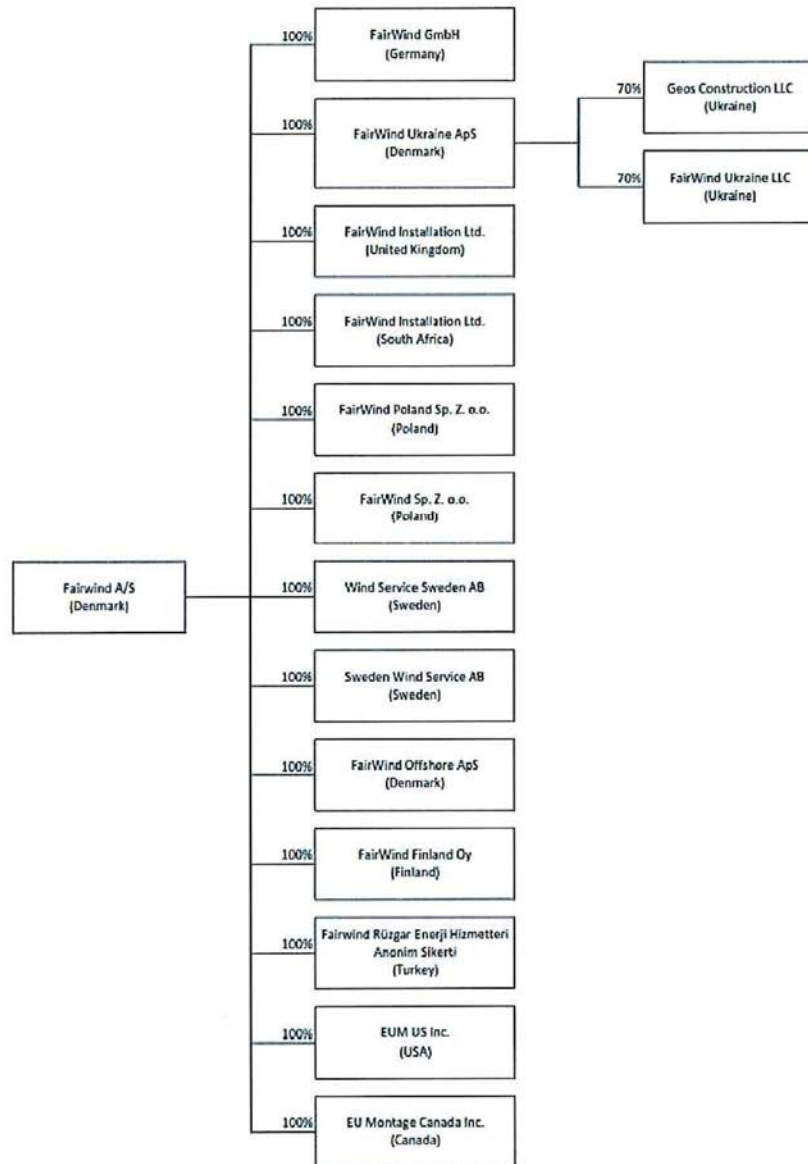 100%
FairWind GmbH
(Germany)
100%
FairWind Ukraine ApS
(Denmark)
70%
Geos Construction LLC
(Ukraine)
70%
FairWind Ukraine LLC
(Ukraine)
100%
FairWind Installation Ltd.
(United Kingdom)
100%
FairWind Installation Ltd.
(South Africa)
100%
FairWind Poland Sp. Z. o.o.
(Poland)
100%
FairWind Sp. Z. o.o.
(Poland)
Fairwind A/S
(Denmark)
100%
Wind Service Sweden AB
(Sweden)
100%
Sweden Wind Service AB
(Sweden)
100%
FairWind Offshore ApS
(Denmark)
100%
FairWind Finland Oy
(Finland)
100%
Fairwind Rüzgar Enerji Hizmetteri
Anonim Sikerti
(Turkey)
100%
EUM US Inc.
(USA)
100%
EU Montage Canada Inc.
(Canada)